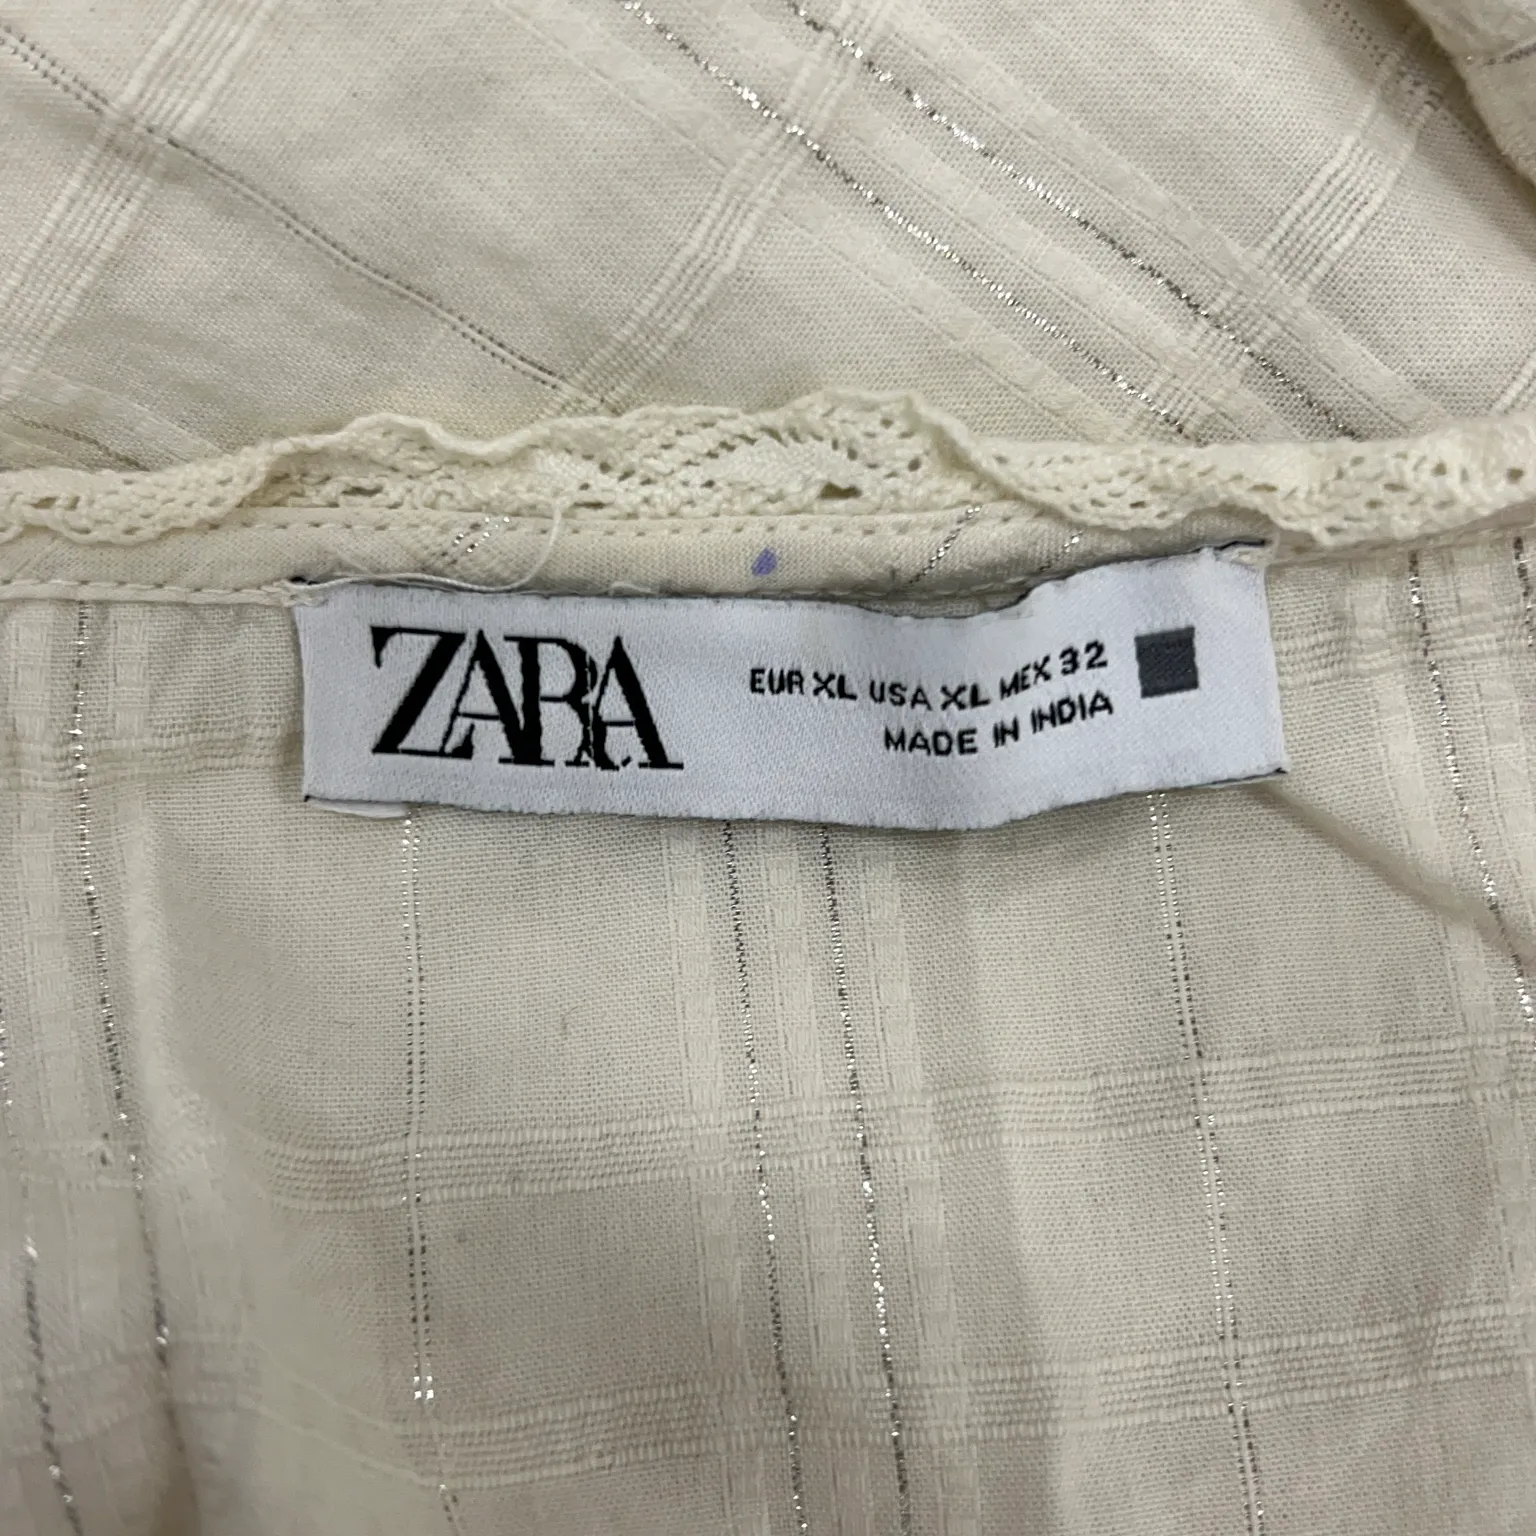 ZARA
EUR XL USA XL MEX 32
MADE IN INDIA